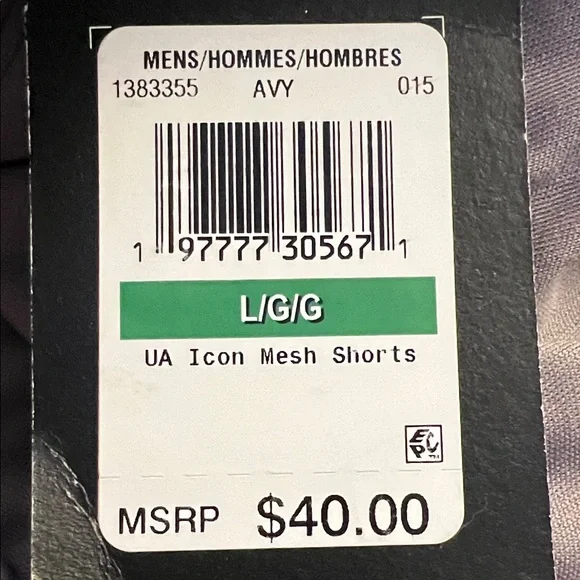 MENS/HOMMES/HOMBRES
1383355 AVY 015
1 97777 30567 1
L/G/G
UA Icon Mesh Shorts
MSRP $40.00